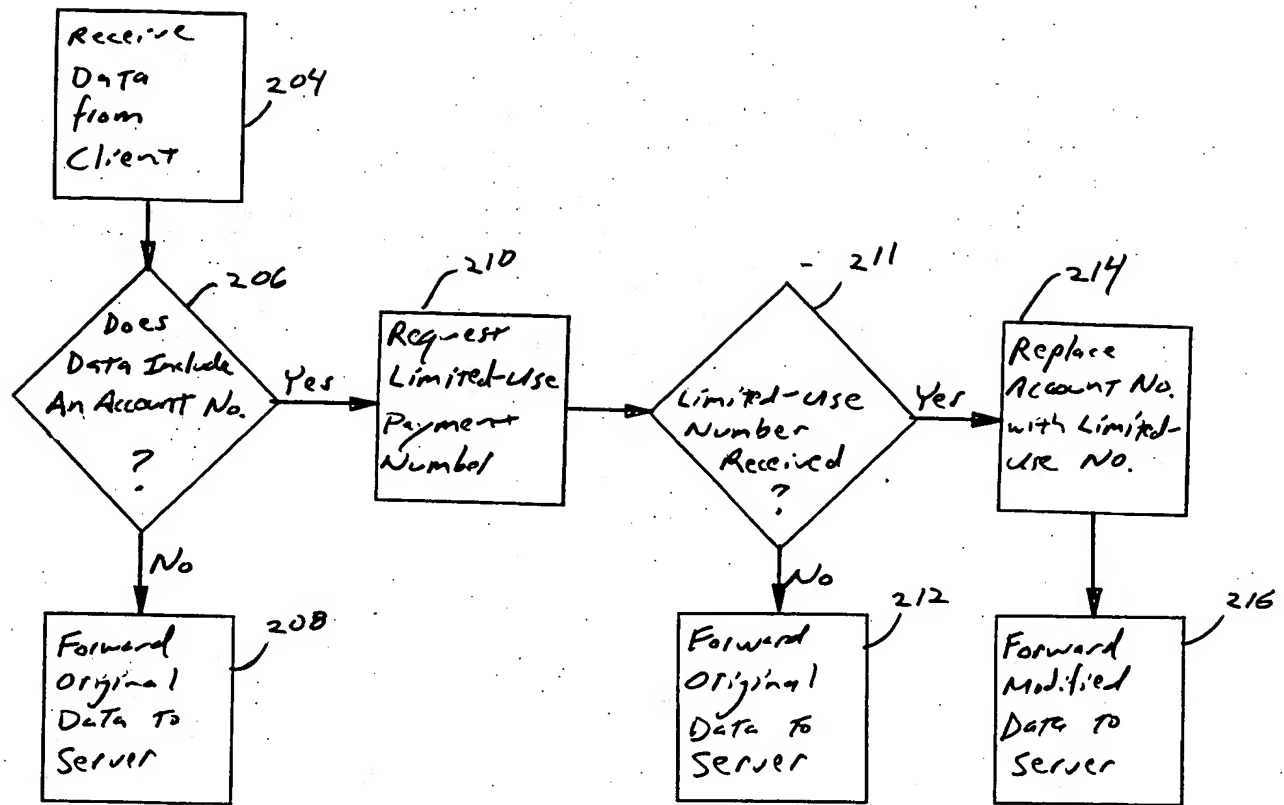 Receive
Data
from
Client
204
206
Does
Data Include
An Account No.
?
Yes
No
208
Forward
Original
Data To
Server
210
Request
Limited-Use
Payment
Number
211
Limited-Use
Number
Received
?
Yes
No
212
Forward
Original
Data To
Server
214
Replace
Account No.
with Limited-
Use No.
216
Forward
Modified
Data To
Server